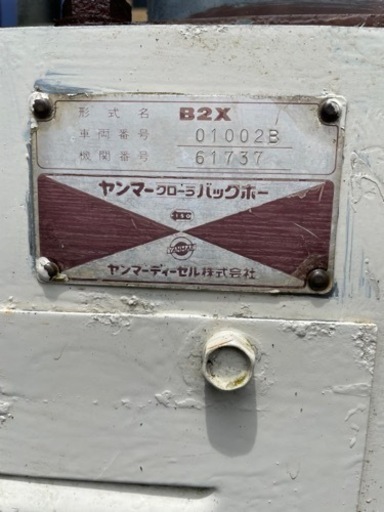 形式名 B2X
車両番号 01002B
機関番号 61737
ヤンマークローラバックホー
YANMAR
ヤンマーディーゼル株式会社